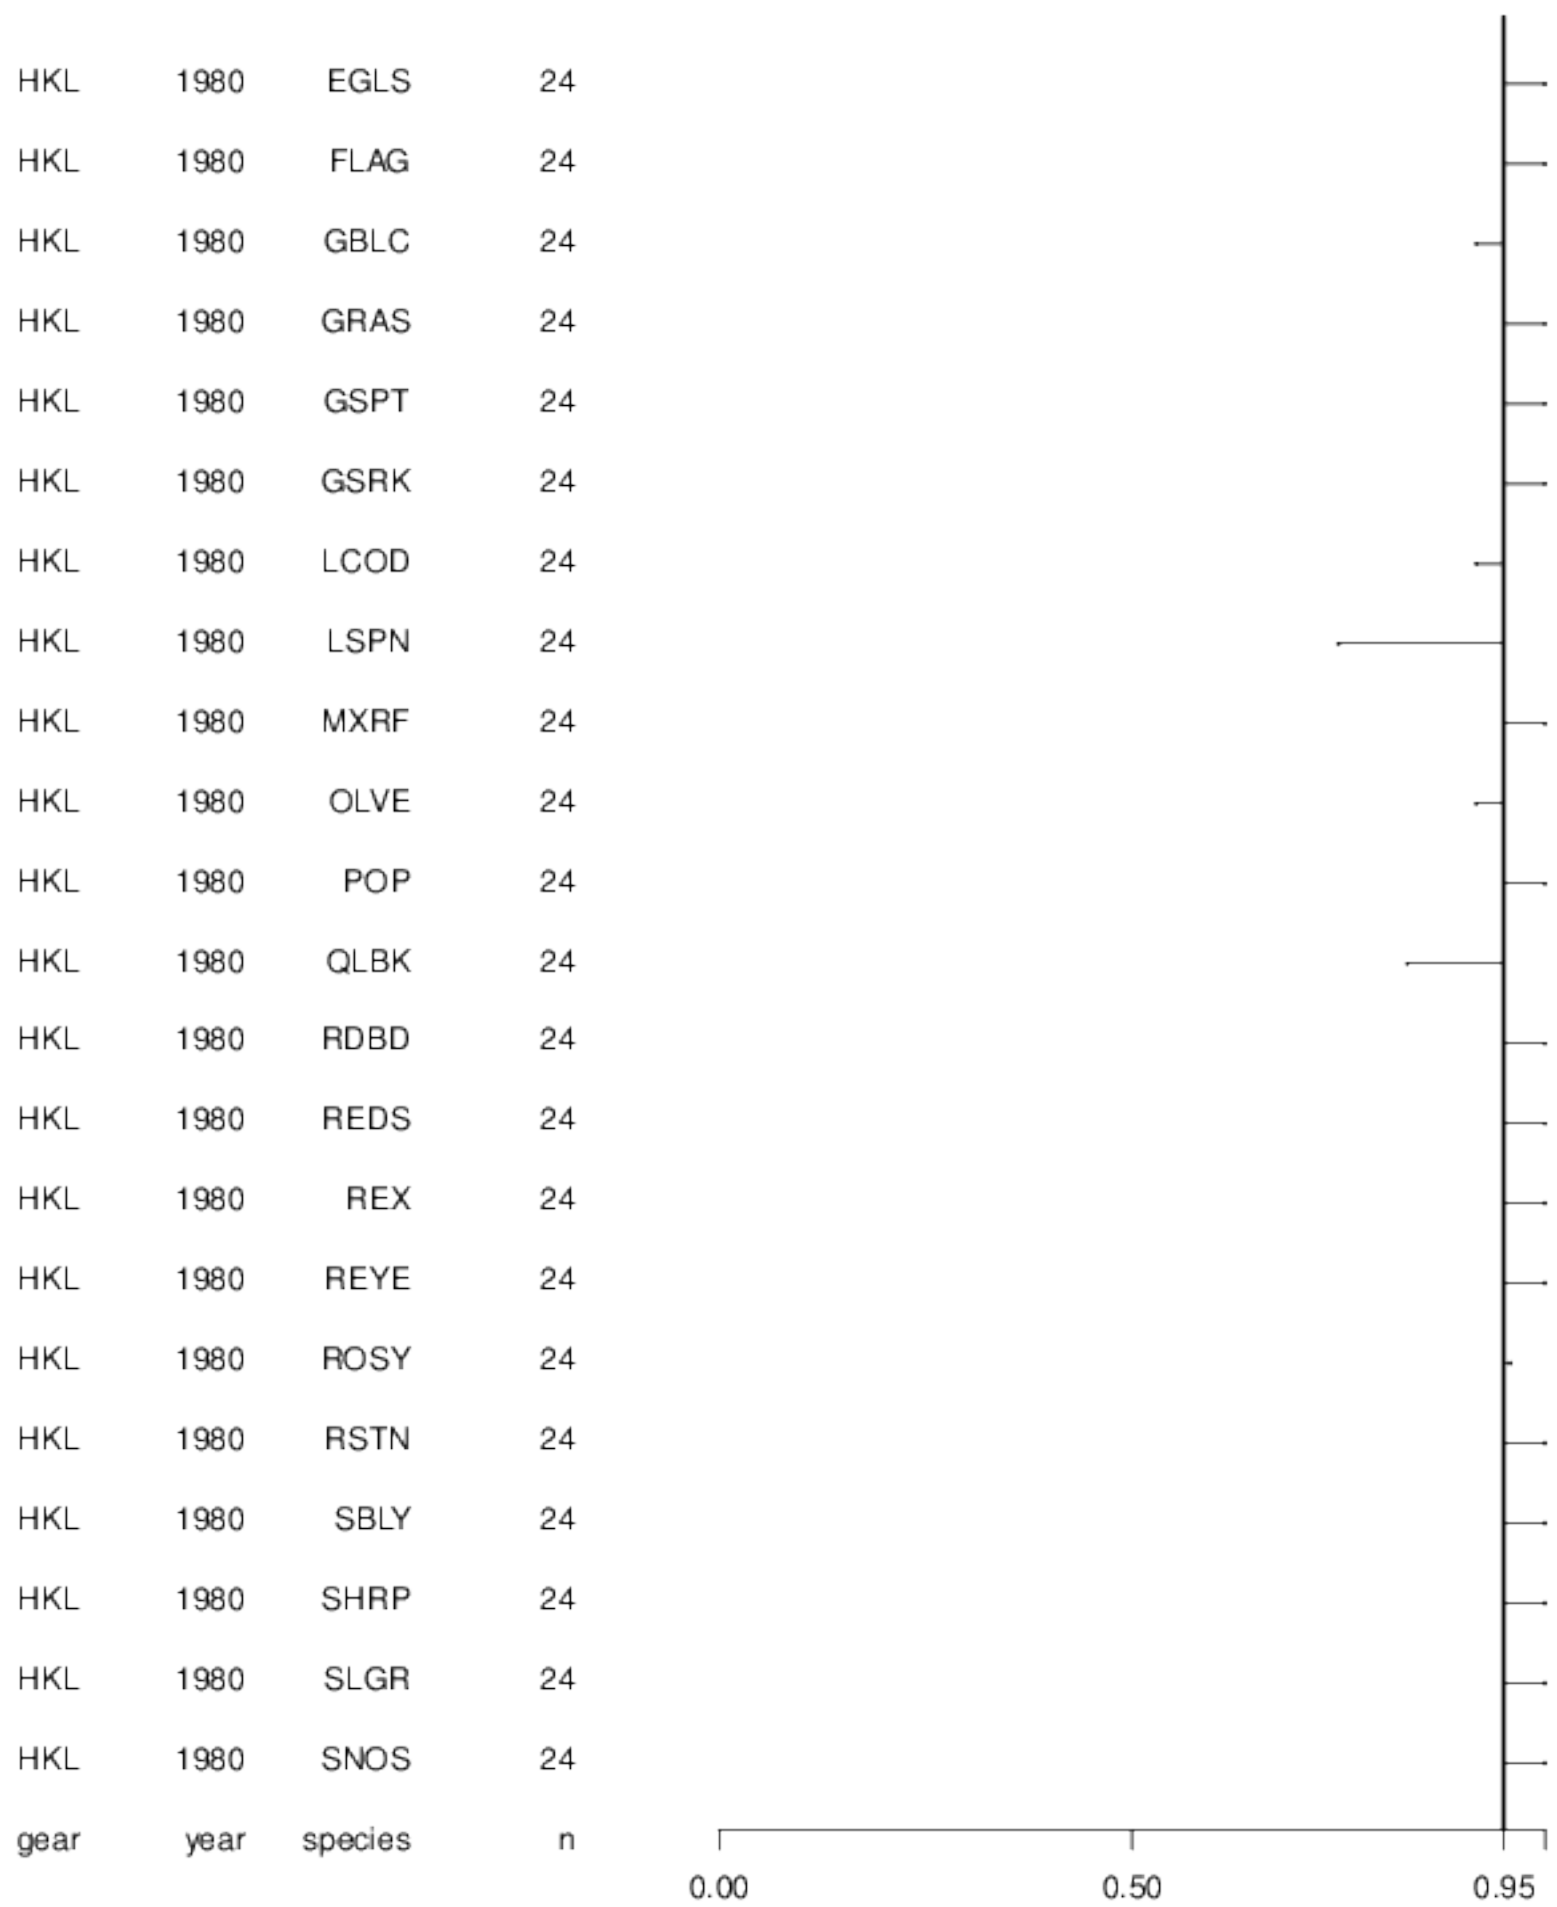 HKL 1980 EGLS 24
HKL 1980 FLAG 24
HKL 1980 GBLC 24
HKL 1980 GRAS 24
HKL 1980 GSPT 24
HKL 1980 GSRK 24
HKL 1980 LCOD 24
HKL 1980 LSPN 24
HKL 1980 MXRF 24
HKL 1980 OLVE 24
HKL 1980 POP 24
HKL 1980 QLBK 24
HKL 1980 RDBD 24
HKL 1980 REDS 24
HKL 1980 REX 24
HKL 1980 REYE 24
HKL 1980 ROSY 24
HKL 1980 RSTN 24
HKL 1980 SBLY 24
HKL 1980 SHRP 24
HKL 1980 SLGR 24
HKL 1980 SNOS 24
gear year species n
0.00 0.50 0.95